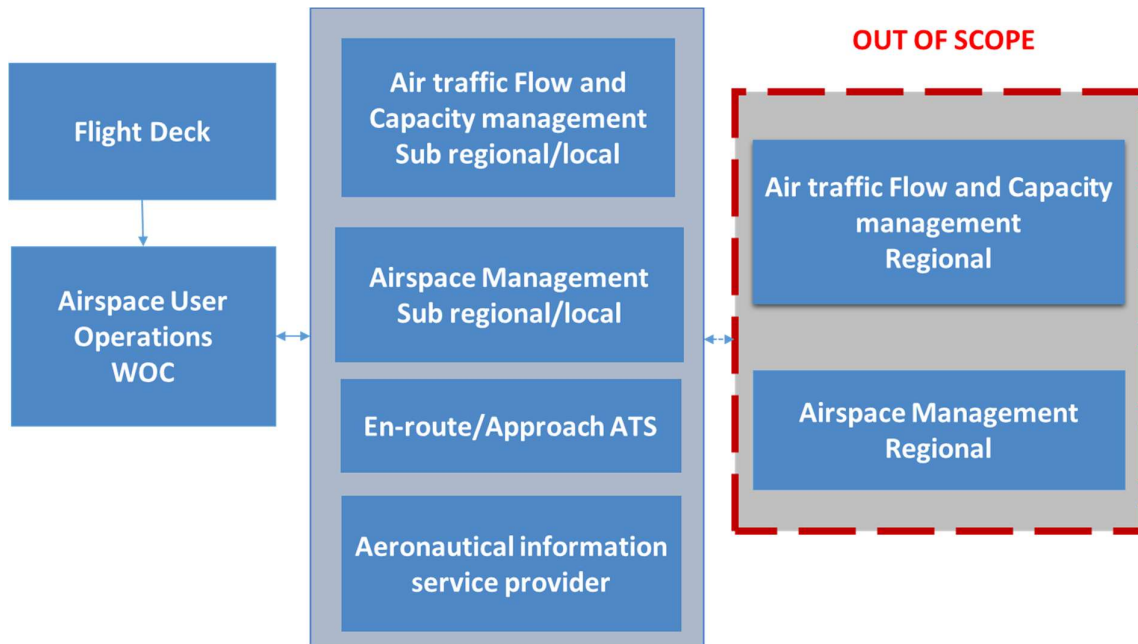 Flight Deck
Airspace User
Operations
WOC
Air traffic Flow and
Capacity management
Sub regional/local
Airspace Management
Sub regional/local
En-route/Approach ATS
Aeronautical information
service provider
OUT OF SCOPE
Air traffic Flow and Capacity
management
Regional
Airspace Management
Regional